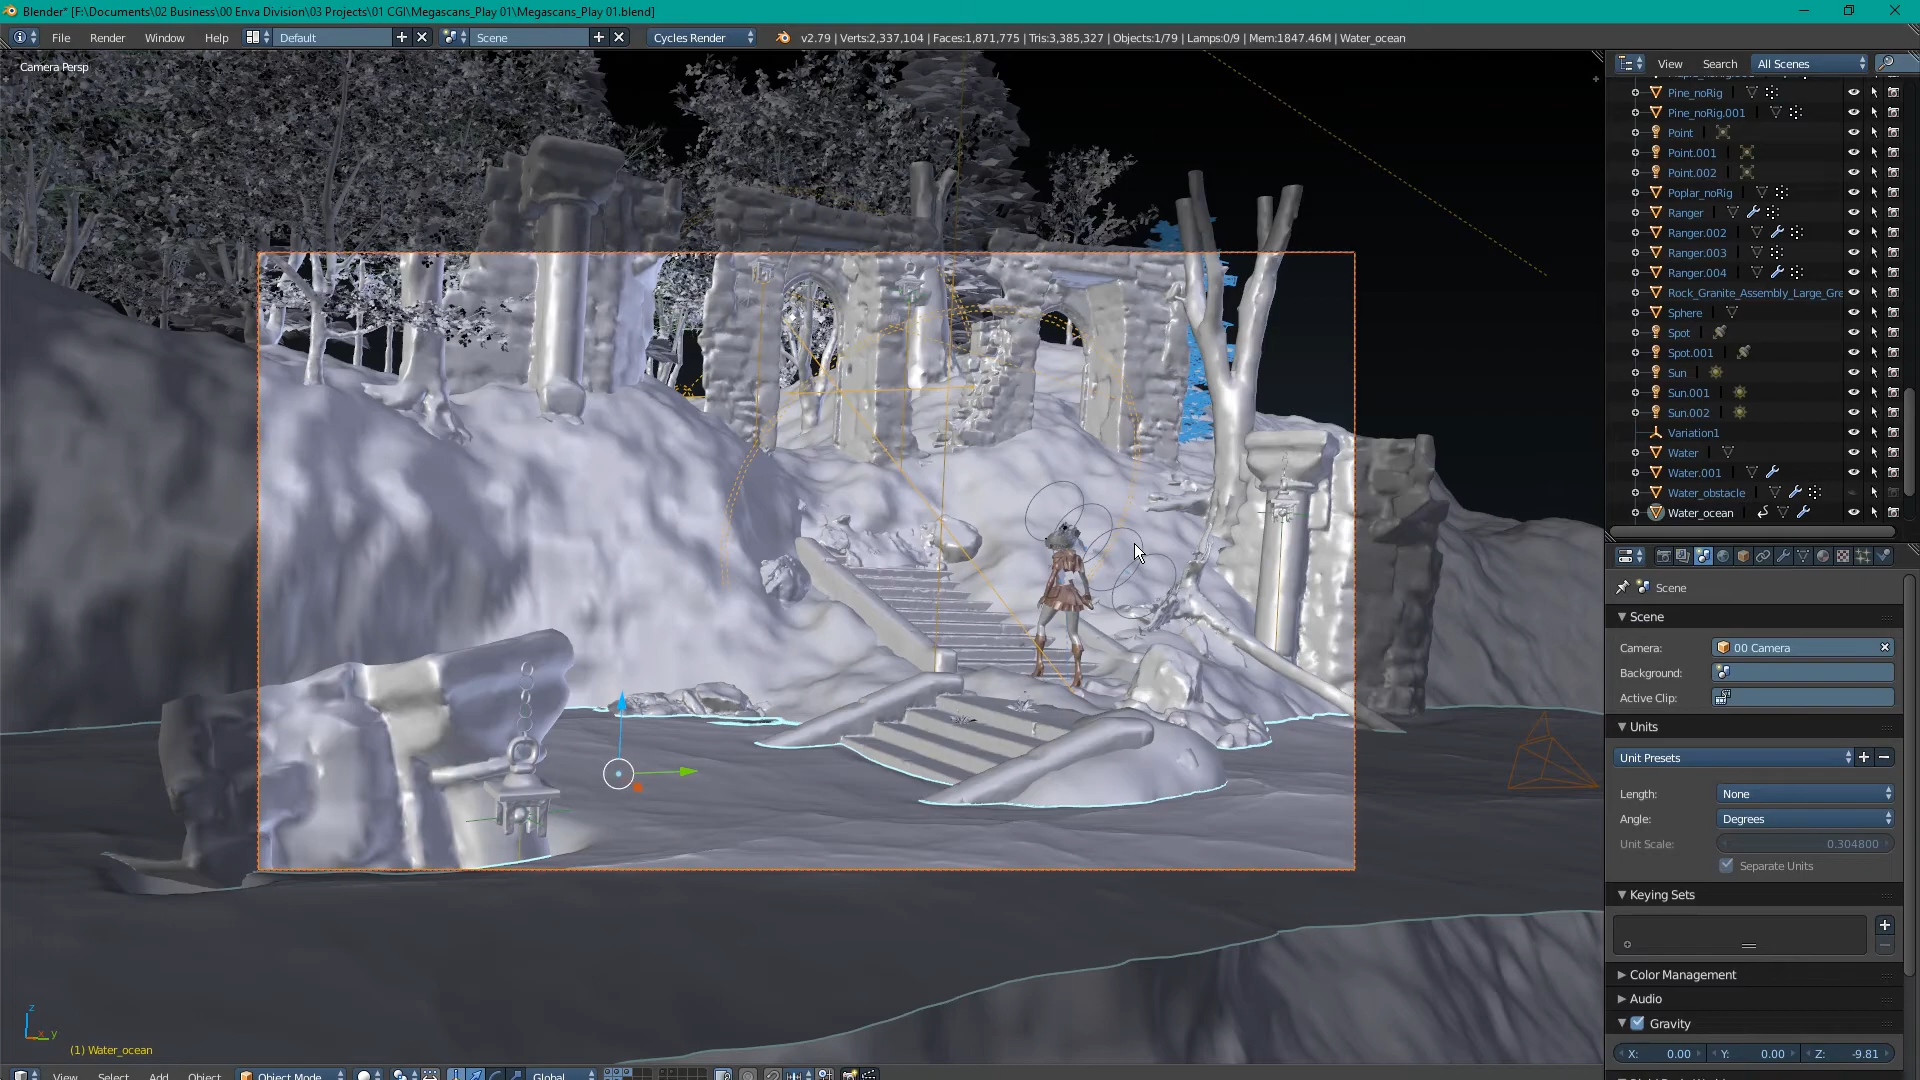 Blender* [F:\Documents\02 Business\00 Enva Division\03 Projects\01 CGI\Megascans_Play 01\Megascans_Play 01.blend]
File Render Window Help Default Scene Cycles Render v2.79 | Verts:2,337,104 | Faces:1,871,775 | Tris:3,385,327 | Objects:1/79 | Lamps:0/9 | Mem:1847.46M | Water_ocean
Camera Persp
View Search All Scenes
Pine_noRig
Pine_noRig.001
Point
Point.001
Point.002
Poplar_noRig
Ranger
Ranger.002
Ranger.003
Ranger.004
Rock_Granite_Assembly_Large_Gre
Sphere
Spot
Spot.001
Sun
Sun.001
Sun.002
Variation1
Water
Water.001
Water_obstacle
Water_ocean
Scene
Scene
Camera: 00 Camera
Background:
Active Clip:
Units
Unit Presets
Length: None
Angle: Degrees
Unit Scale: 0.304800
Separate Units
Keying Sets
Color Management
Audio
Gravity
X: 0.00 Y: 0.00 Z: -9.81
z
x y
(1) Water_ocean
View Select Add Object Object Mode Global